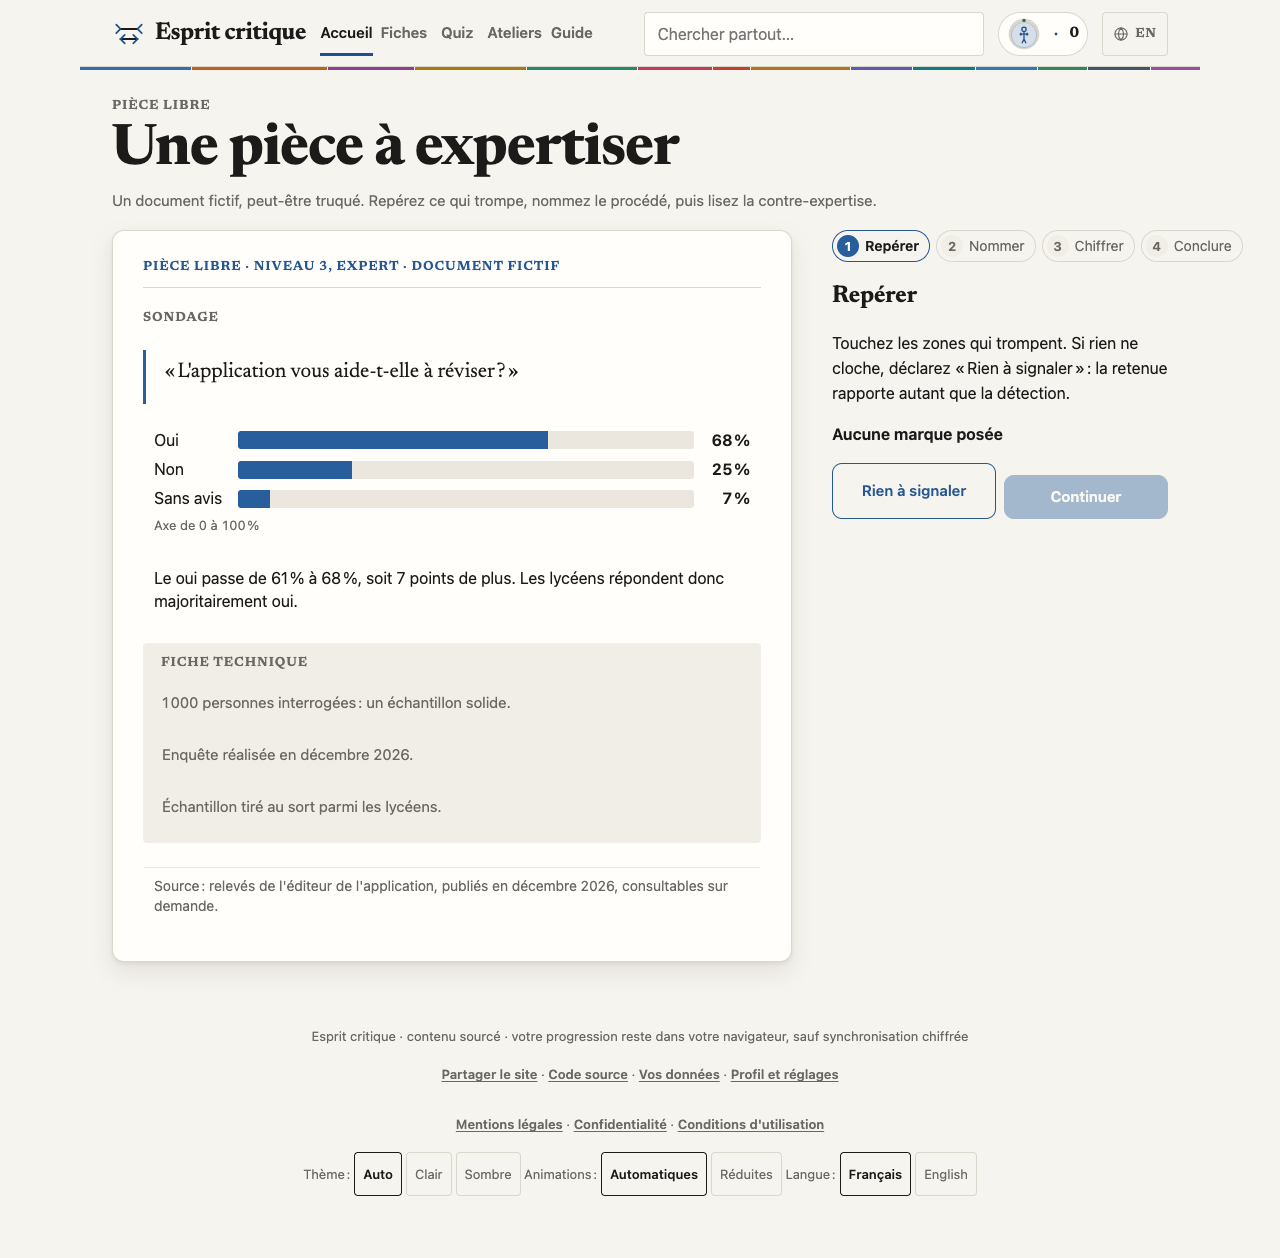 Esprit critique
Accueil Fiches Quiz Ateliers Guide
Chercher partout...
· 0
EN
PIÈCE LIBRE
Une pièce à expertiser
Un document fictif, peut-être truqué. Repérez ce qui trompe, nommez le procédé, puis lisez la contre-expertise.
PIÈCE LIBRE · NIVEAU 3, EXPERT · DOCUMENT FICTIF
SONDAGE
« L'application vous aide-t-elle à réviser ? »
Oui 68 %
Non 25 %
Sans avis 7 %
Axe de 0 à 100 %
Le oui passe de 61 % à 68 %, soit 7 points de plus. Les lycéens répondent donc
majoritairement oui.
FICHE TECHNIQUE
1000 personnes interrogées : un échantillon solide.
Enquête réalisée en décembre 2026.
Échantillon tiré au sort parmi les lycéens.
Source : relevés de l'éditeur de l'application, publiés en décembre 2026, consultables sur
demande.
1 Repérer 2 Nommer 3 Chiffrer 4 Conclure
Repérer
Touchez les zones qui trompent. Si rien ne
cloche, déclarez « Rien à signaler » : la retenue
rapporte autant que la détection.
Aucune marque posée
Rien à signaler
Continuer
Esprit critique · contenu sourcé · votre progression reste dans votre navigateur, sauf synchronisation chiffrée
Partager le site · Code source · Vos données · Profil et réglages
Mentions légales · Confidentialité · Conditions d'utilisation
Thème : Auto Clair Sombre Animations : Automatiques Réduites Langue : Français English